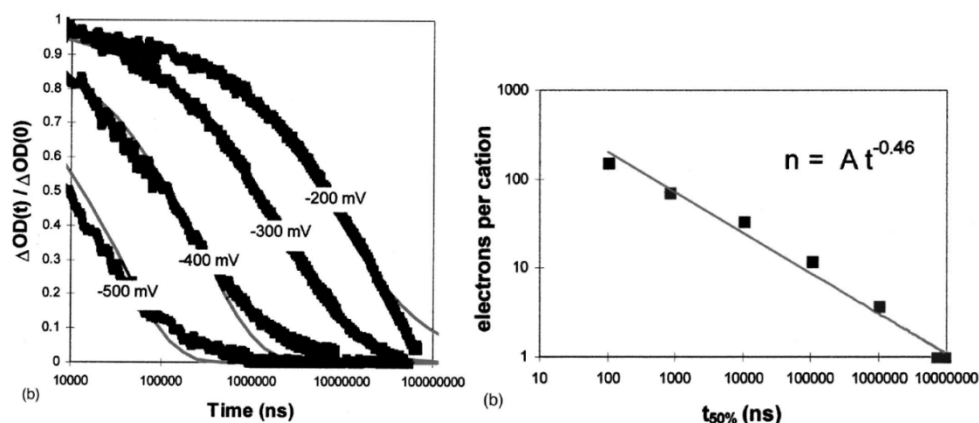 1
0.9
0.8
0.7
0.6
0.5
0.4
0.3
0.2
0.1
0
ΔOD(t) / ΔOD(0)
-200 mV
-300 mV
-400 mV
-500 mV
10000 100000 1000000 10000000 100000000
(b)
Time (ns)
1000
100
10
1
electrons per cation
n = A t^-0.46
10 100 1000 10000 100000 1000000 10000000
(b)
t50% (ns)